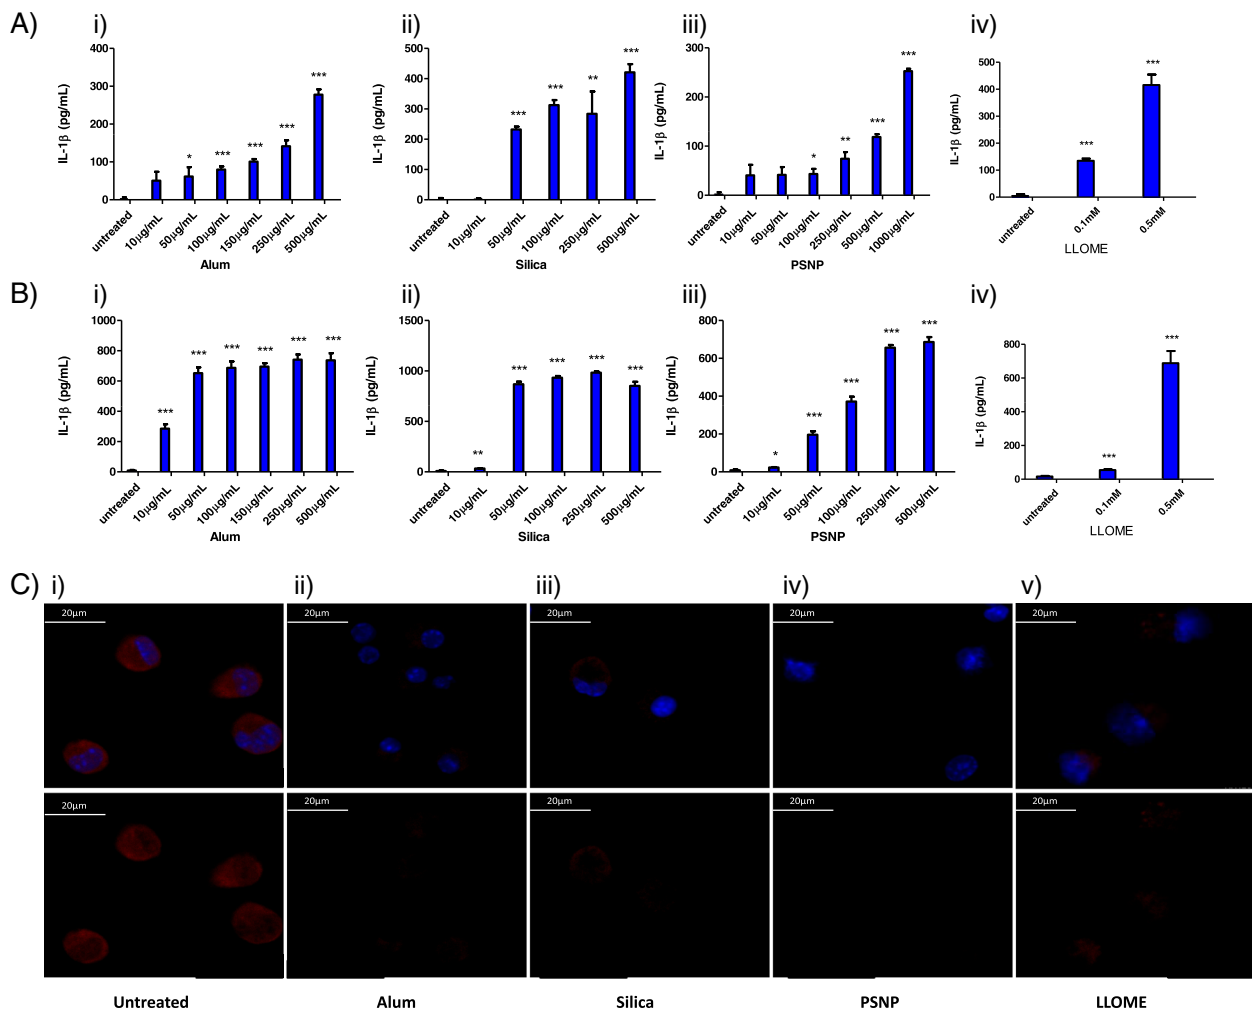 A)
i)
ii)
iii)
iv)
IL-1β (pg/mL)
400
300
200
100
0
*
***
***
***
***
untreated
10µg/mL
50µg/mL
100µg/mL
150µg/mL
250µg/mL
500µg/mL
Alum
IL-1β (pg/mL)
500
400
300
200
100
0
***
***
**
***
untreated
10µg/mL
50µg/mL
100µg/mL
250µg/mL
500µg/mL
Silica
IL-1β (pg/mL)
300
200
100
0
*
**
***
***
untreated
10µg/mL
50µg/mL
100µg/mL
250µg/mL
500µg/mL
1000µg/mL
PSNP
IL-1β (pg/mL)
500
400
300
200
100
0
***
***
untreated
0.1mM
0.5mM
LLOME
B)
i)
ii)
iii)
iv)
IL-1β (pg/mL)
1000
800
600
400
200
0
***
***
***
***
***
***
untreated
10µg/mL
50µg/mL
100µg/mL
150µg/mL
250µg/mL
500µg/mL
Alum
IL-1β (pg/mL)
1500
1000
500
0
**
***
***
***
***
untreated
10µg/mL
50µg/mL
100µg/mL
250µg/mL
500µg/mL
Silica
IL-1β (pg/mL)
800
600
400
200
0
*
***
***
***
***
untreated
10µg/mL
50µg/mL
100µg/mL
250µg/mL
500µg/mL
PSNP
IL-1β (pg/mL)
800
600
400
200
0
***
***
untreated
0.1mM
0.5mM
LLOME
C)
i)
ii)
iii)
iv)
v)
20µm
20µm
20µm
20µm
20µm
20µm
20µm
20µm
20µm
20µm
Untreated
Alum
Silica
PSNP
LLOME